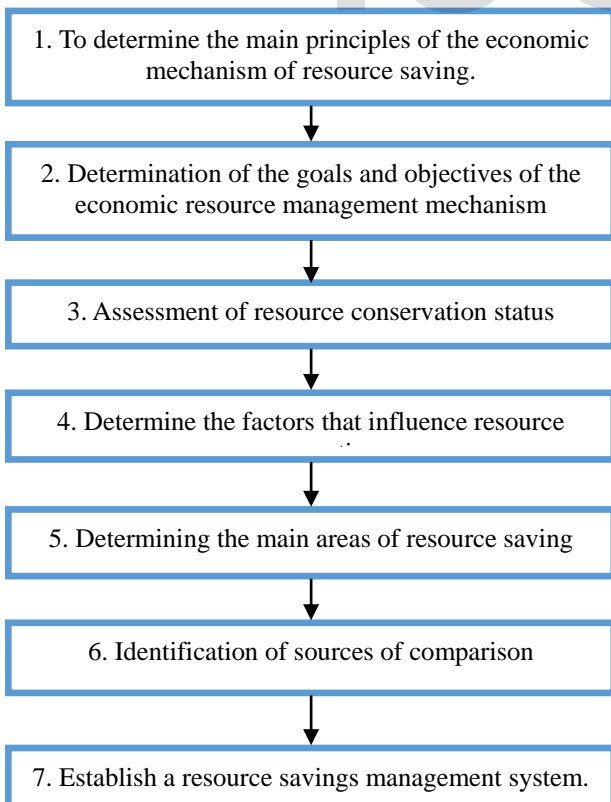 1. To determine the main principles of the economic
mechanism of resource saving.
2. Determination of the goals and objectives of the
economic resource management mechanism
3. Assessment of resource conservation status
4. Determine the factors that influence resource
5. Determining the main areas of resource saving
6. Identification of sources of comparison
7. Establish a resource savings management system.